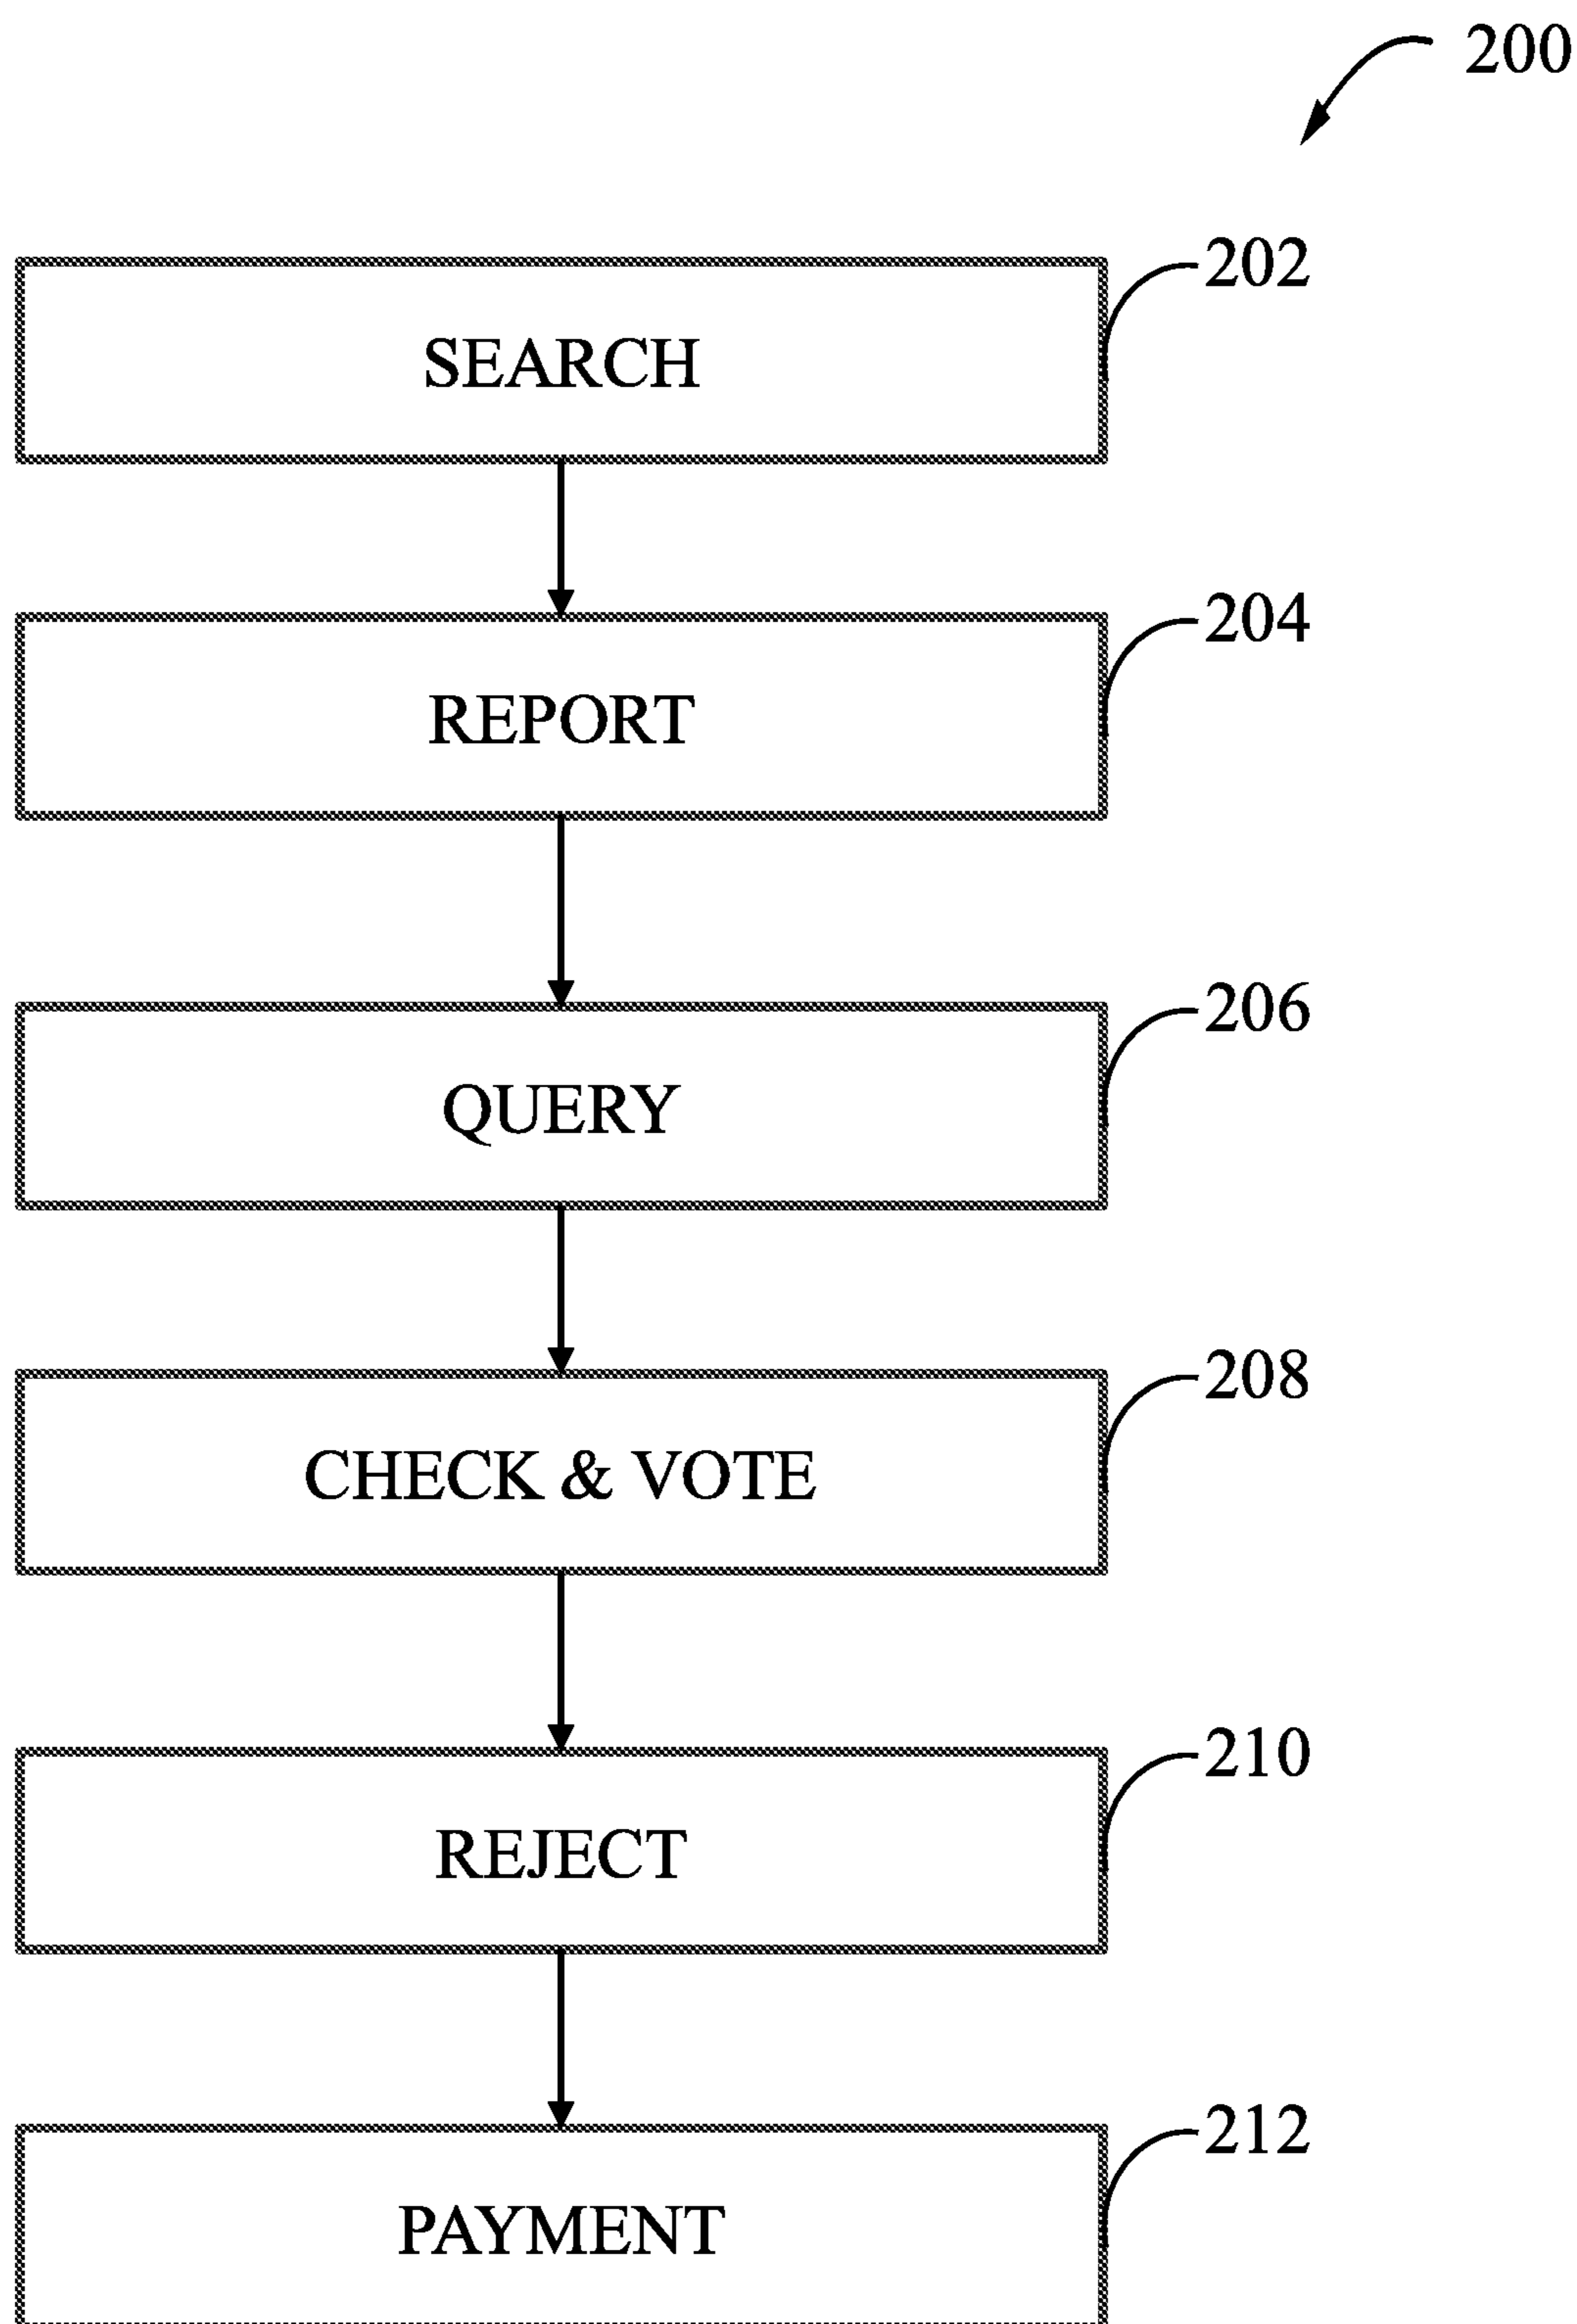 200
202
SEARCH
204
REPORT
206
QUERY
208
CHECK & VOTE
210
REJECT
212
PAYMENT